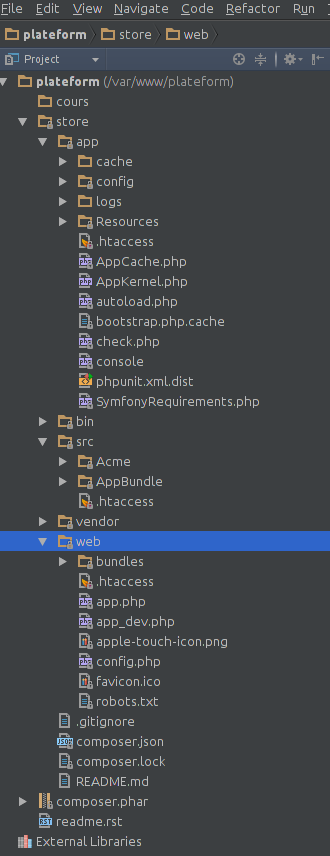 File Edit View Navigate Code Refactor Run
plateform store web
Project
plateform (/var/www/plateform)
cours
store
app
cache
config
logs
Resources
.htaccess
AppCache.php
AppKernel.php
autoload.php
bootstrap.php.cache
check.php
console
phpunit.xml.dist
SymfonyRequirements.php
bin
src
Acme
AppBundle
.htaccess
vendor
web
bundles
.htaccess
app.php
app_dev.php
apple-touch-icon.png
config.php
favicon.ico
robots.txt
.gitignore
composer.json
composer.lock
README.md
composer.phar
readme.rst
External Libraries